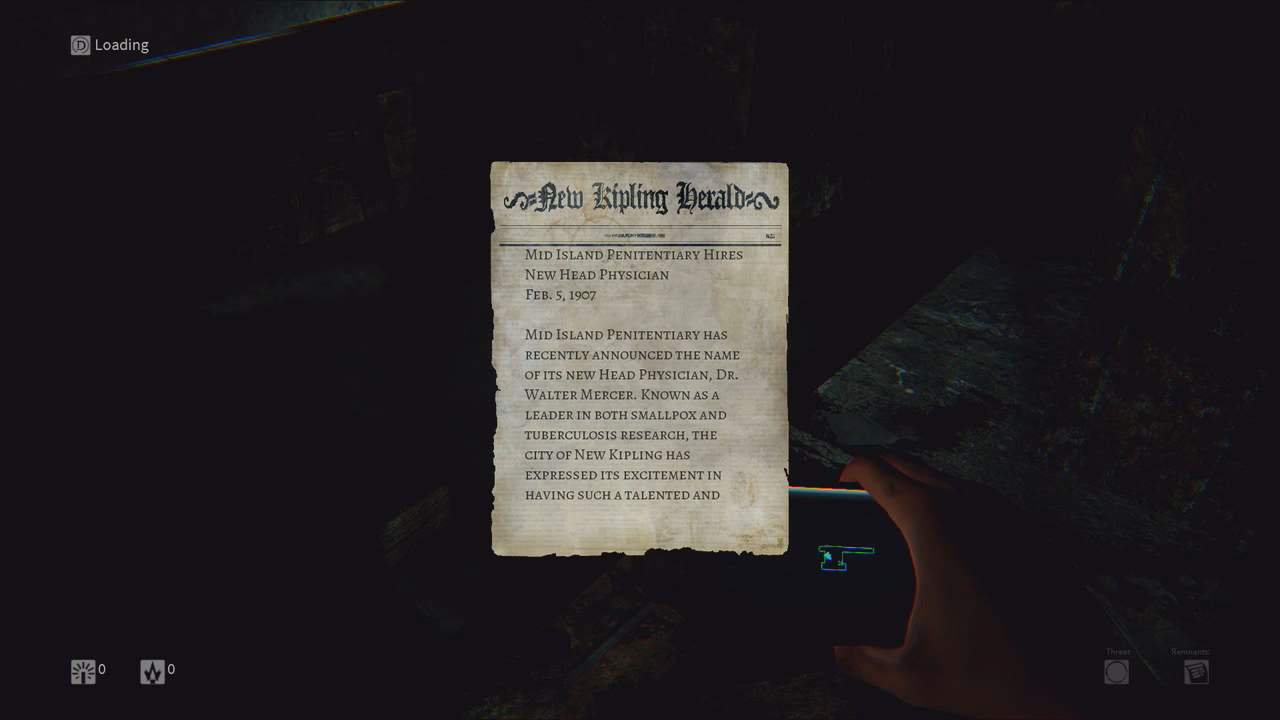 D Loading
New Kipling Herald
Mid Island Penitentiary Hires
New Head Physician
Feb. 5, 1907
Mid Island Penitentiary has
recently announced the name
of its new Head Physician, Dr.
Walter Mercer. Known as a
leader in both smallpox and
tuberculosis research, the
city of New Kipling has
expressed its excitement in
having such a talented and
Threat
Remnants
0
0